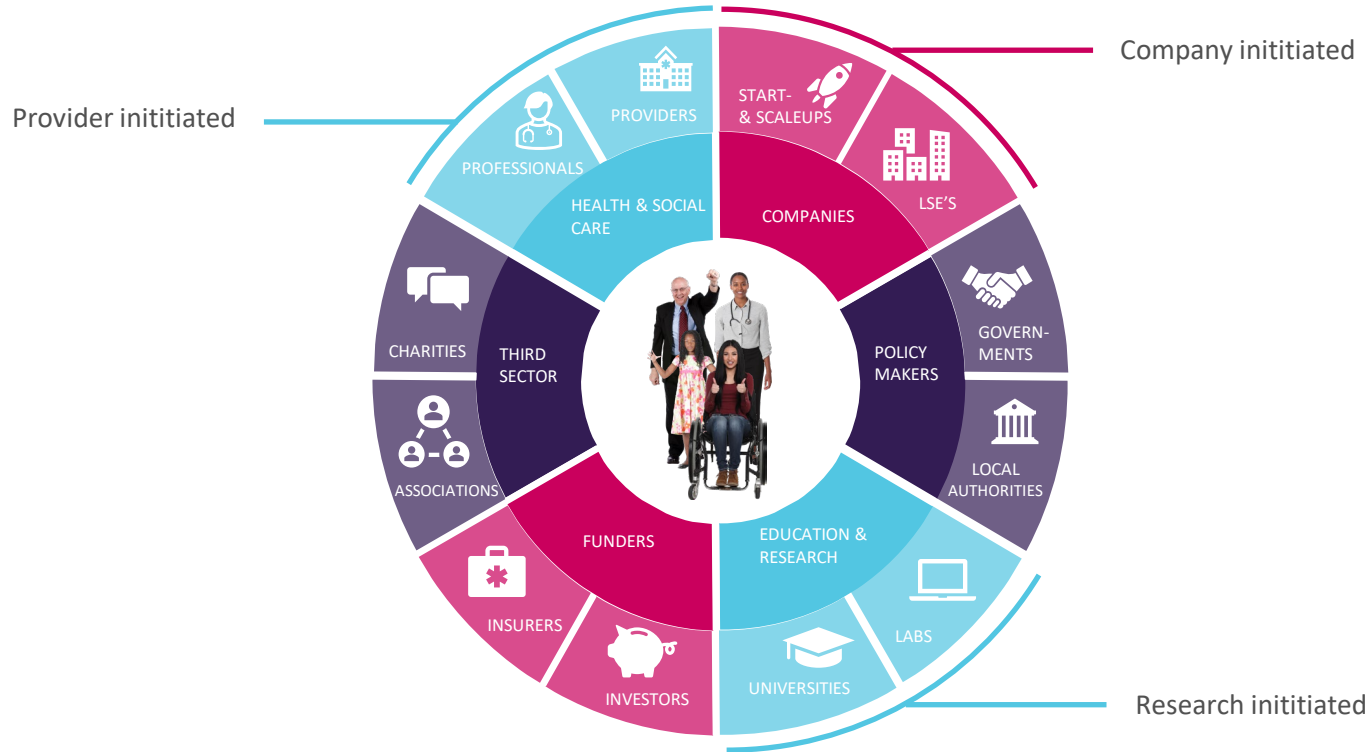 Company inititiated
Provider inititiated
PROVIDERS
PROFESSIONALS
START-
& SCALEUPS
LSE'S
HEALTH & SOCIAL
CARE
COMPANIES
CHARITIES
THIRD
SECTOR
POLICY
MAKERS
GOVERN-
MENTS
ASSOCIATIONS
LOCAL
AUTHORITIES
FUNDERS
EDUCATION &
RESEARCH
INSURERS
INVESTORS
UNIVERSITIES
LABS
Research inititiated